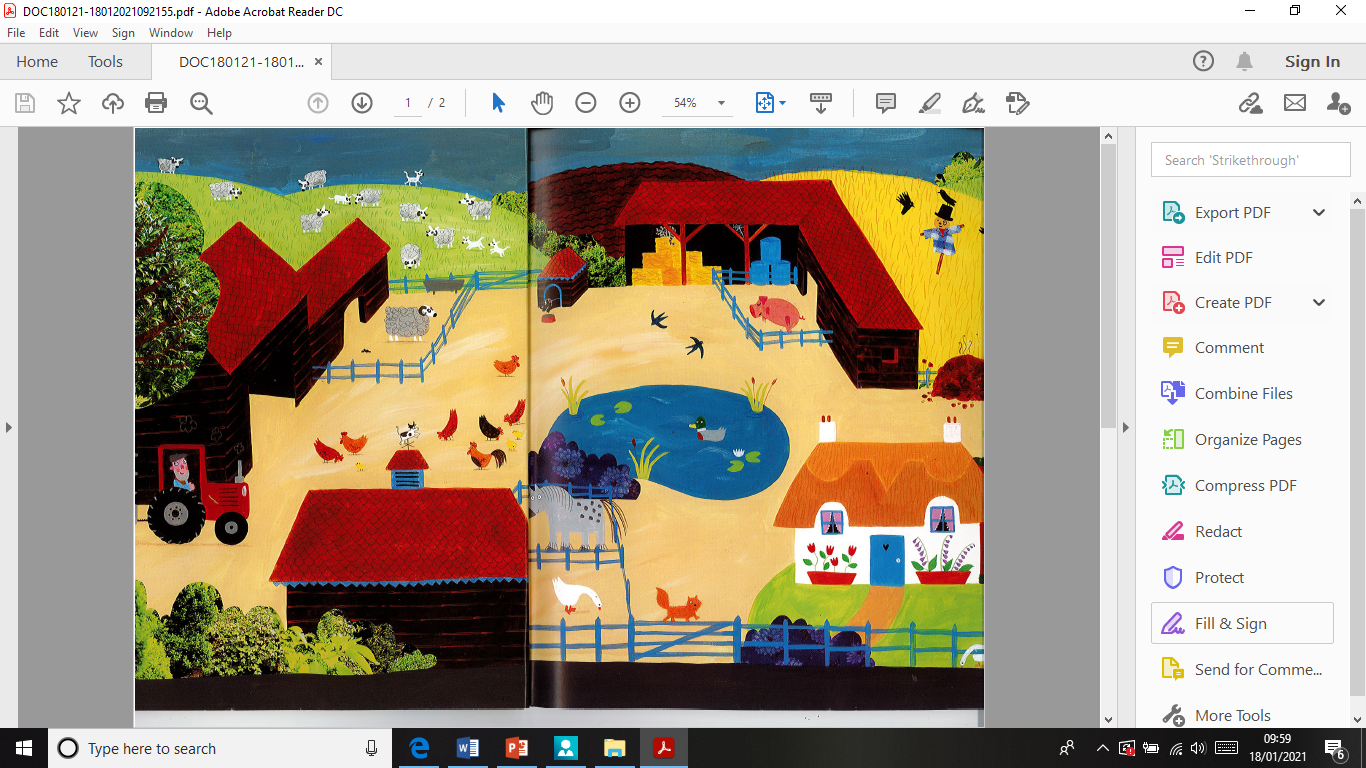 DOC180121-18012021092155.pdf - Adobe Acrobat Reader DC
File Edit View Sign Window Help
Home Tools DOC180121-1801... × Sign In
1 / 2 54%
Search 'Strikethrough'
Export PDF
Edit PDF
Create PDF
Comment
Combine Files
Organize Pages
Compress PDF
Redact
Protect
Fill & Sign
Send for Comme...
More Tools
Type here to search
09:59
18/01/2021
6